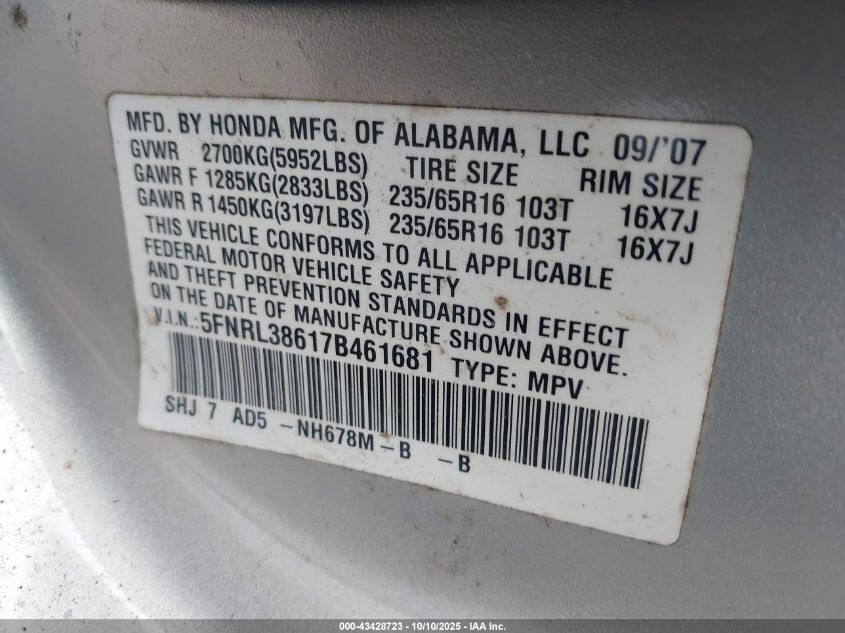 MFD. BY HONDA MFG. OF ALABAMA, LLC 09/'07
GVWR 2700KG(5952LBS) TIRE SIZE RIM SIZE
GAWR F 1285KG(2833LBS) 235/65R16 103T 16X7J
GAWR R 1450KG(3197LBS) 235/65R16 103T 16X7J
THIS VEHICLE CONFORMS TO ALL APPLICABLE
FEDERAL MOTOR VEHICLE SAFETY
AND THEFT PREVENTION STANDARDS IN EFFECT
ON THE DATE OF MANUFACTURE SHOWN ABOVE.
V.I.N.:5FNRL38617B461681 TYPE: MPV
SHJ 7 AD5 -NH678M-B -B
000-43428723 - 10/10/2025 - IAA Inc.